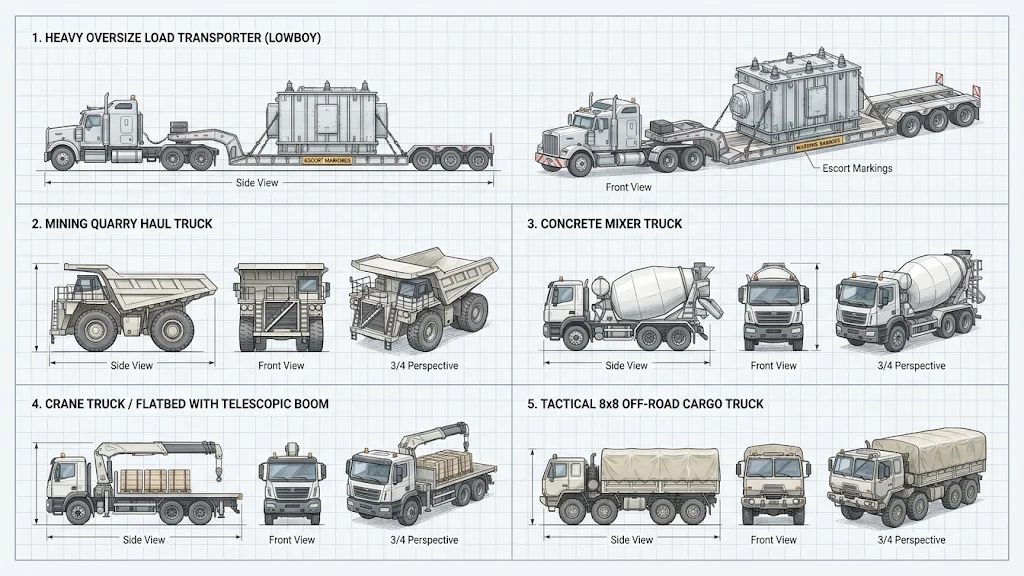 1. HEAVY OVERSIZE LOAD TRANSPORTER (LOWBOY)
ESCORT MARKINGS
Side View
Escort Markings
Front View
2. MINING QUARRY HAUL TRUCK
Side View
Front View
3/4 Perspective
3. CONCRETE MIXER TRUCK
Side View
Front View
3/4 Perspective
4. CRANE TRUCK / FLATBED WITH TELESCOPIC BOOM
Side View
Front View
3/4 Perspective
5. TACTICAL 8x8 OFF-ROAD CARGO TRUCK
Side View
Front View
3/4 Perspective